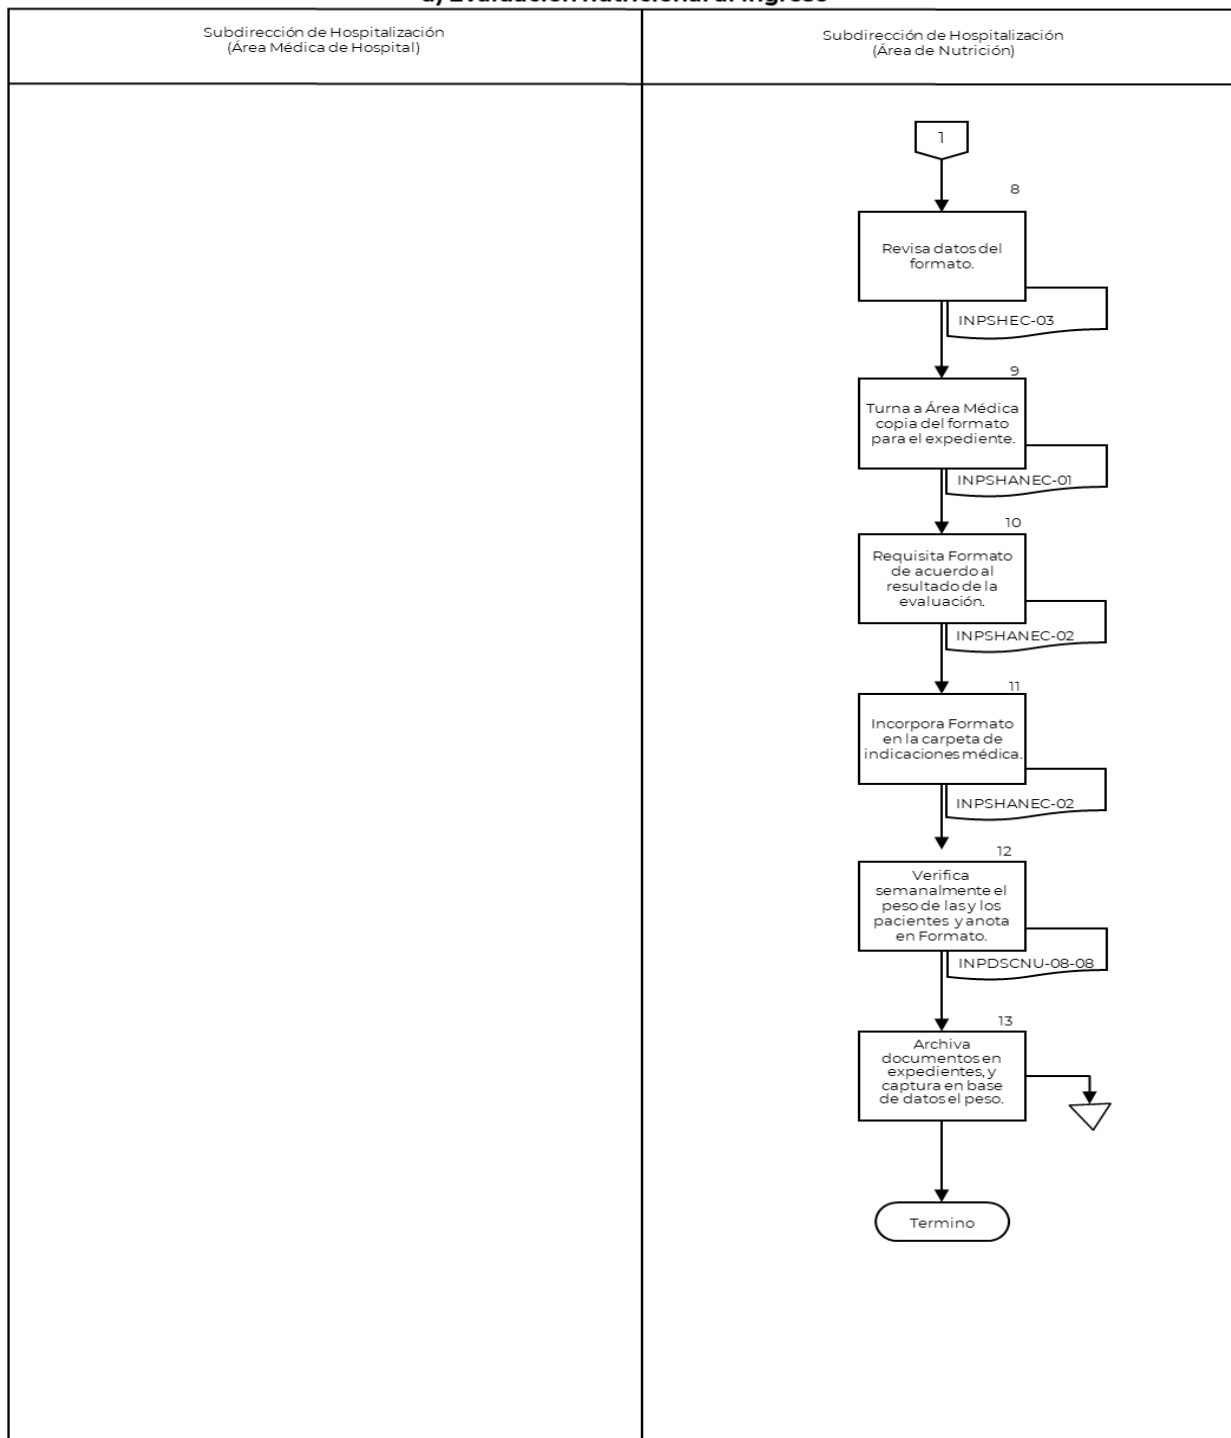 a) Evaluación nutricional al ingreso
Subdirección de Hospitalización
(Área Médica de Hospital)
Subdirección de Hospitalización
(Área de Nutrición)
1
8
Revisa datos del
formato.
INPSHEC-03
9
Turna a Área Médica
copia del formato
para el expediente.
INPSHANEC-01
10
Requisita Formato
de acuerdo al
resultado de la
evaluación.
INPSHANEC-02
11
Incorpora Formato
en la carpeta de
indicaciones médica.
INPSHANEC-02
12
Verifica
semanalmente el
peso de las y los
pacientes y anota
en Formato.
INPDSCNU-08-08
13
Archiva
documentos en
expedientes, y
captura en base
de datos el peso.
Termino